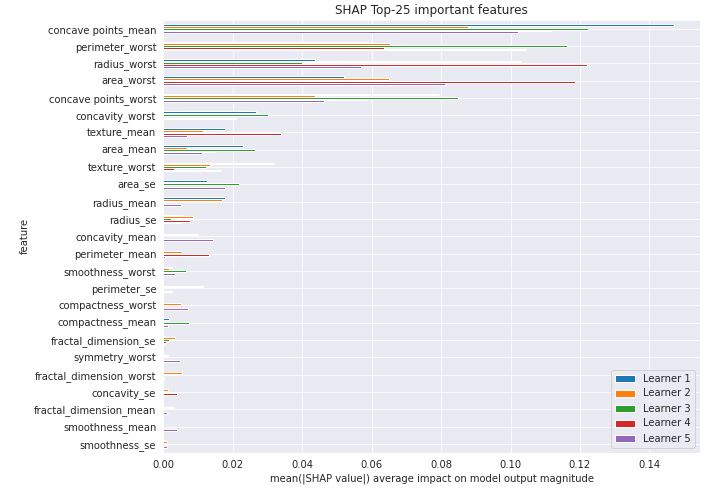 SHAP Top-25 important features
concave points_mean
perimeter_worst
radius_worst
area_worst
concave points_worst
concavity_worst
texture_mean
area_mean
texture_worst
area_se
radius_mean
radius_se
concavity_mean
perimeter_mean
smoothness_worst
perimeter_se
compactness_worst
compactness_mean
fractal_dimension_se
symmetry_worst
fractal_dimension_worst
concavity_se
fractal_dimension_mean
smoothness_mean
smoothness_se
feature
Learner 1
Learner 2
Learner 3
Learner 4
Learner 5
0.00 0.02 0.04 0.06 0.08 0.10 0.12 0.14
mean(|SHAP value|) average impact on model output magnitude